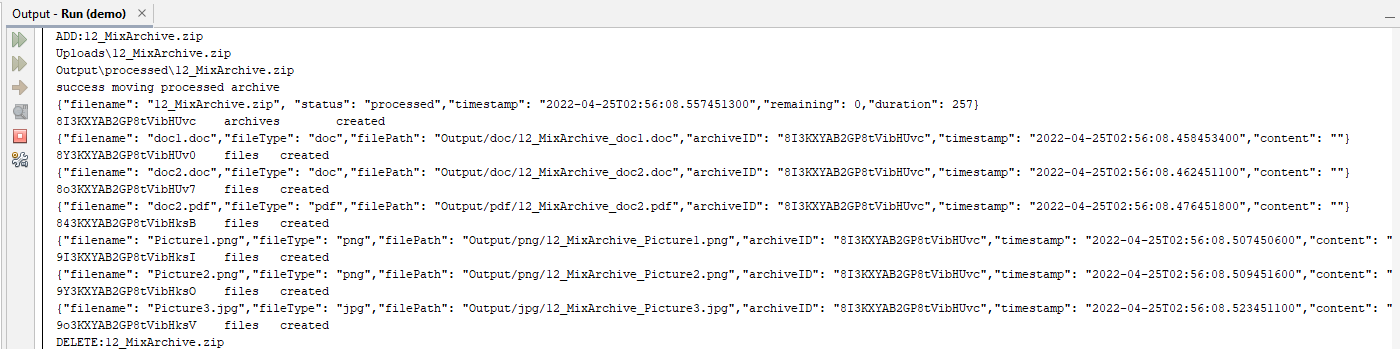 Output - Run (demo) ×
ADD:12_MixArchive.zip
Uploads\12_MixArchive.zip
Output\processed\12_MixArchive.zip
success moving processed archive
{"filename": "12_MixArchive.zip", "status": "processed","timestamp": "2022-04-25T02:56:08.557451300","remaining": 0,"duration": 257}
8I3KXYAB2GP8tVibHUvc    archives        created
{"filename": "doc1.doc","fileType": "doc","filePath": "Output/doc/12_MixArchive_doc1.doc","archiveID": "8I3KXYAB2GP8tVibHUvc","timestamp": "2022-04-25T02:56:08.458453400","content": ""}
8Y3KXYAB2GP8tVibHUv0    files   created
{"filename": "doc2.doc","fileType": "doc","filePath": "Output/doc/12_MixArchive_doc2.doc","archiveID": "8I3KXYAB2GP8tVibHUvc","timestamp": "2022-04-25T02:56:08.462451100","content": ""}
8o3KXYAB2GP8tVibHUv7    files   created
{"filename": "doc2.pdf","fileType": "pdf","filePath": "Output/pdf/12_MixArchive_doc2.pdf","archiveID": "8I3KXYAB2GP8tVibHUvc","timestamp": "2022-04-25T02:56:08.476451800","content": ""}
843KXYAB2GP8tVibHksB    files   created
{"filename": "Picture1.png","fileType": "png","filePath": "Output/png/12_MixArchive_Picture1.png","archiveID": "8I3KXYAB2GP8tVibHUvc","timestamp": "2022-04-25T02:56:08.507450600","content": "
9I3KXYAB2GP8tVibHksI    files   created
{"filename": "Picture2.png","fileType": "png","filePath": "Output/png/12_MixArchive_Picture2.png","archiveID": "8I3KXYAB2GP8tVibHUvc","timestamp": "2022-04-25T02:56:08.509451600","content": "
9Y3KXYAB2GP8tVibHksO    files   created
{"filename": "Picture3.jpg","fileType": "jpg","filePath": "Output/jpg/12_MixArchive_Picture3.jpg","archiveID": "8I3KXYAB2GP8tVibHUvc","timestamp": "2022-04-25T02:56:08.523451100","content": "
9o3KXYAB2GP8tVibHksV    files   created
DELETE:12_MixArchive.zip